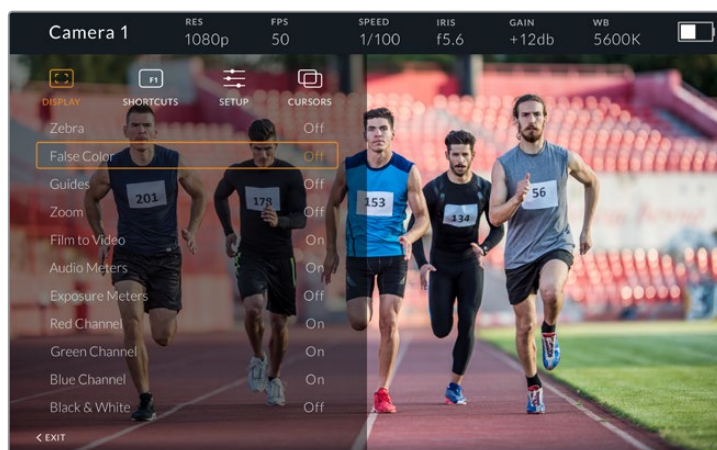 Camera 1
RES
1080p
FPS
50
SPEED
1/100
IRIS
f5.6
GAIN
+12db
WB
5600K
DISPLAY
F1
SHORTCUTS
SETUP
CURSORS
Zebra Off
False Color Off
Guides Off
Zoom Off
Film to Video On
Audio Meters On
Exposure Meters Off
Red Channel On
Green Channel On
Blue Channel On
Black & White Off
< EXIT
201
178
153
134
56